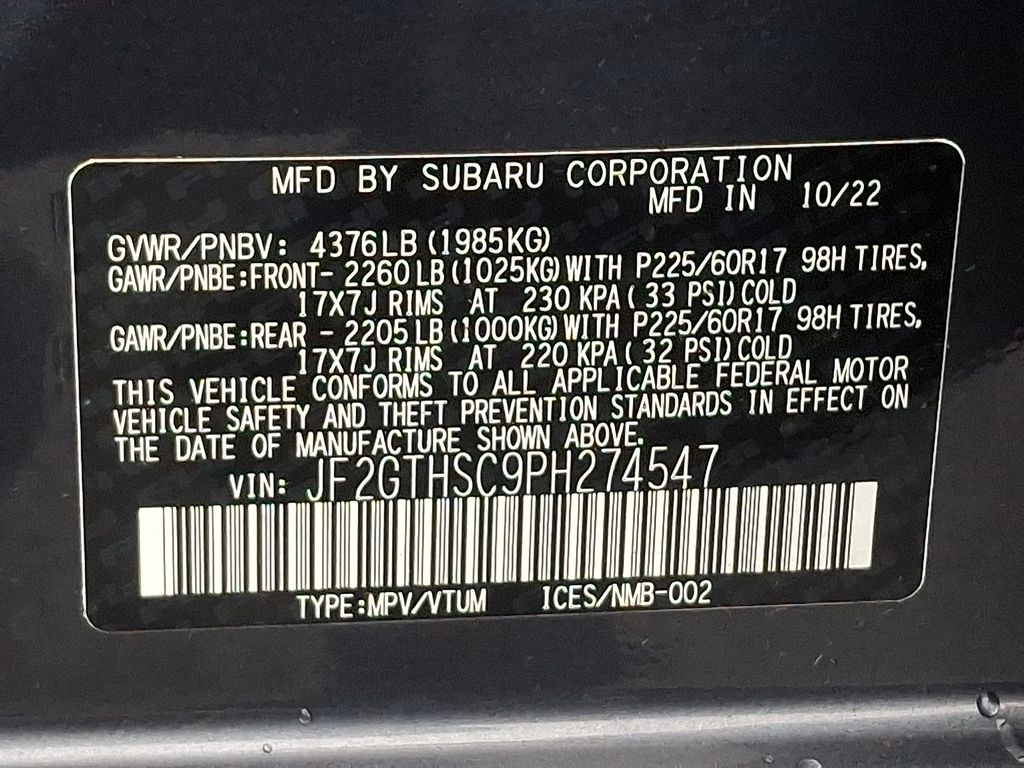 MFD BY SUBARU CORPORATION
MFD IN 10/22
GVWR/PNBV: 4376LB (1985KG)
GAWR/PNBE:FRONT- 2260 LB (1025KG) WITH P225/60R17 98H TIRES,
17X7J RIMS AT 230 KPA ( 33 PSI) COLD
GAWR/PNBE:REAR - 2205 LB (1000KG) WITH P225/60R17 98H TIRES,
17X7J RIMS AT 220 KPA ( 32 PSI) COLD
THIS VEHICLE CONFORMS TO ALL APPLICABLE FEDERAL MOTOR
VEHICLE SAFETY AND THEFT PREVENTION STANDARDS IN EFFECT ON
THE DATE OF MANUFACTURE SHOWN ABOVE.
VIN: JF2GTHSC9PH274547
TYPE:MPV/VTUM ICES/NMB-002